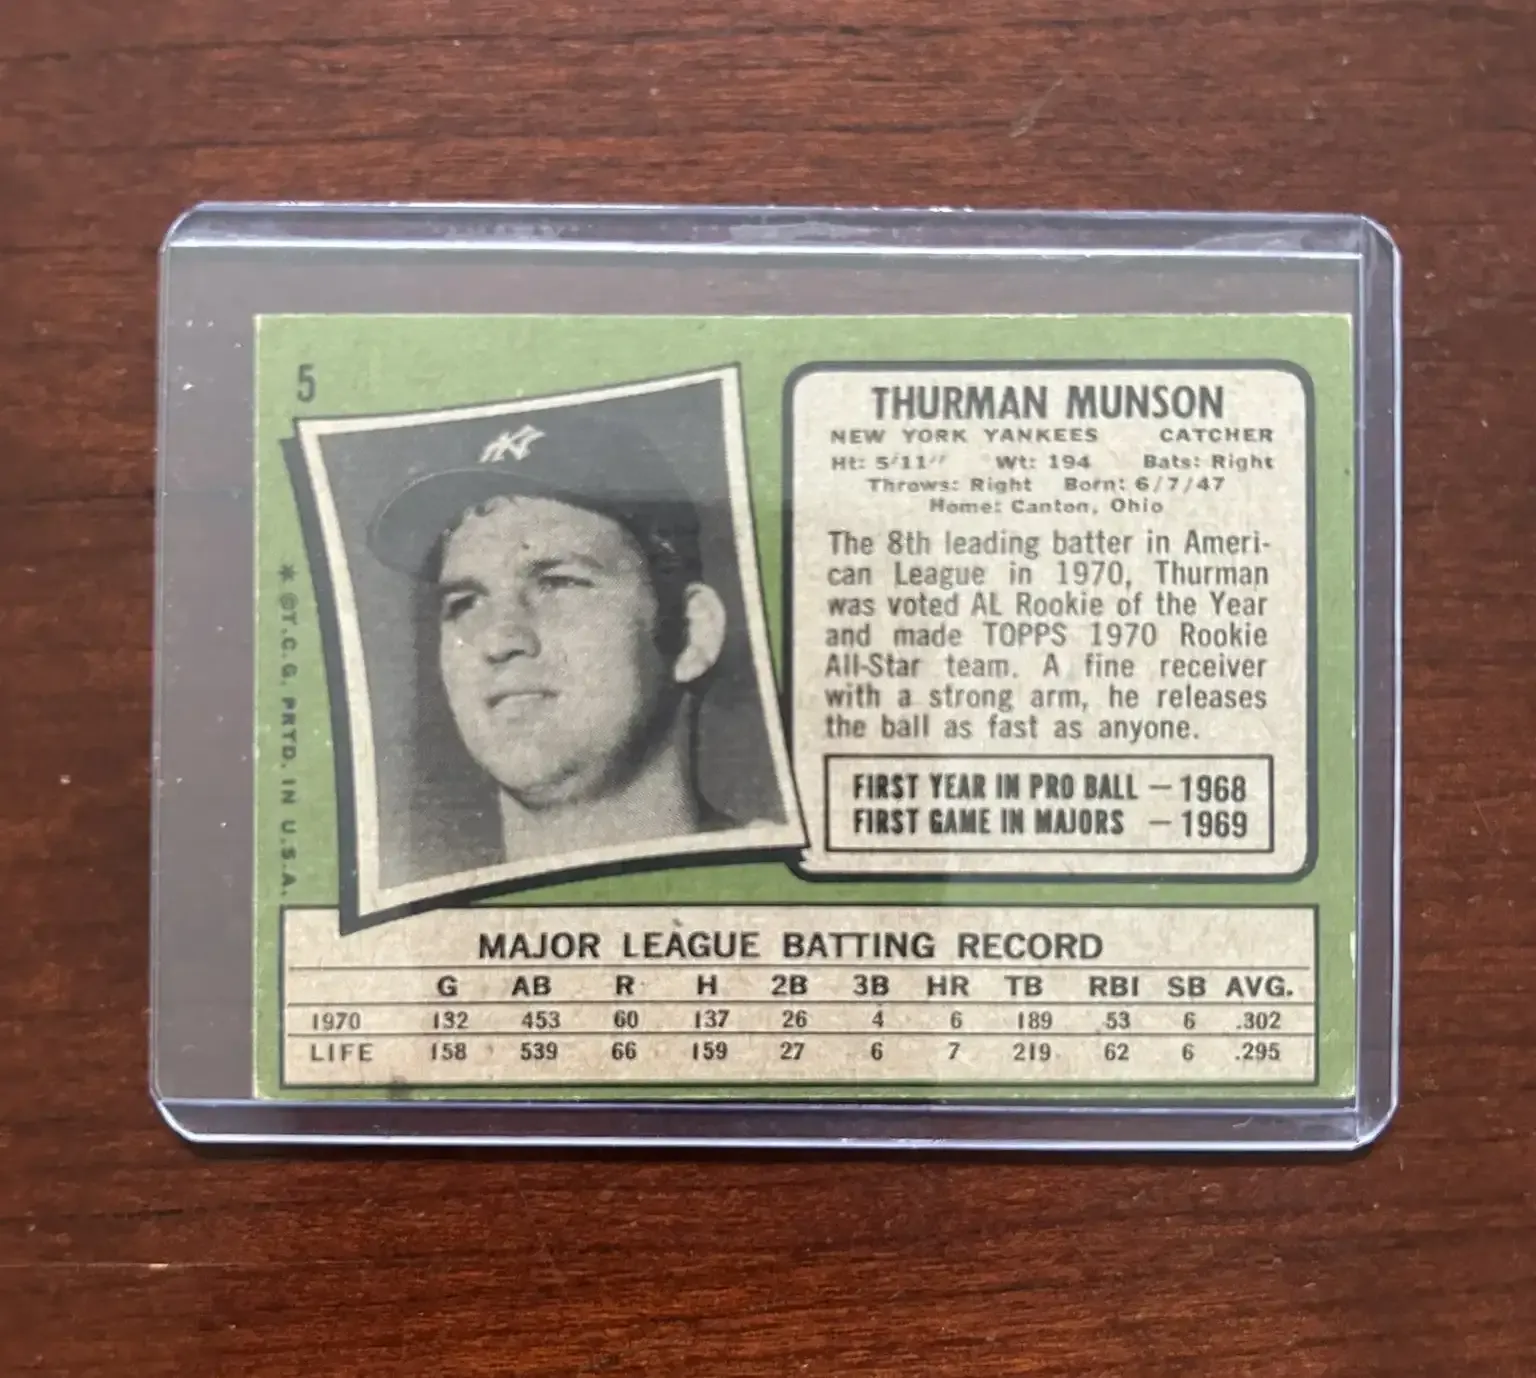 5
NY
THURMAN MUNSON
NEW YORK YANKEES CATCHER
Ht: 5'11" Wt: 194 Bats: Right
Throws: Right Born: 6/7/47
Home: Canton, Ohio
The 8th leading batter in Ameri-
can League in 1970, Thurman
was voted AL Rookie of the Year
and made TOPPS 1970 Rookie
All-Star team. A fine receiver
with a strong arm, he releases
the ball as fast as anyone.
FIRST YEAR IN PRO BALL — 1968
FIRST GAME IN MAJORS — 1969
* ©T.C.G. PRTD. IN U.S.A.
MAJOR LEAGUE BATTING RECORD
G AB R H 2B 3B HR TB RBI SB AVG.
1970 132 453 60 137 26 4 6 189 53 6 .302
LIFE 158 539 66 159 27 6 7 219 62 6 .295